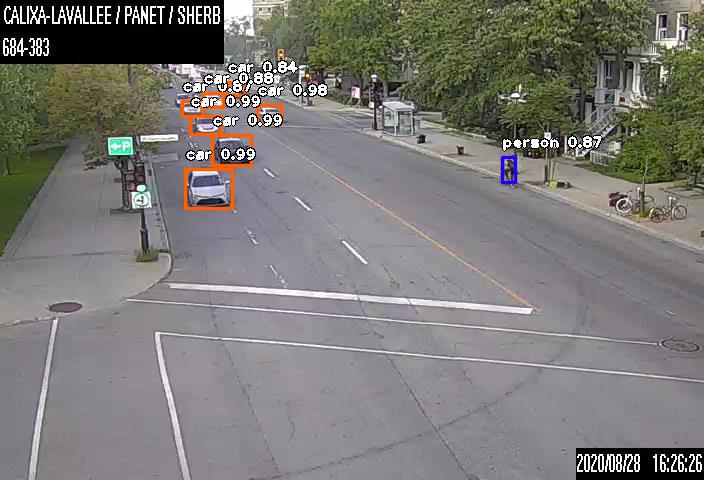 CALIXA-LAVALLEE / PANET / SHERB
684-383
car 0.84
car 0.88
car 0.87
car 0.98
car 0.99
car 0.99
car 0.99
person 0.87
P
2020/08/28 16:26:26